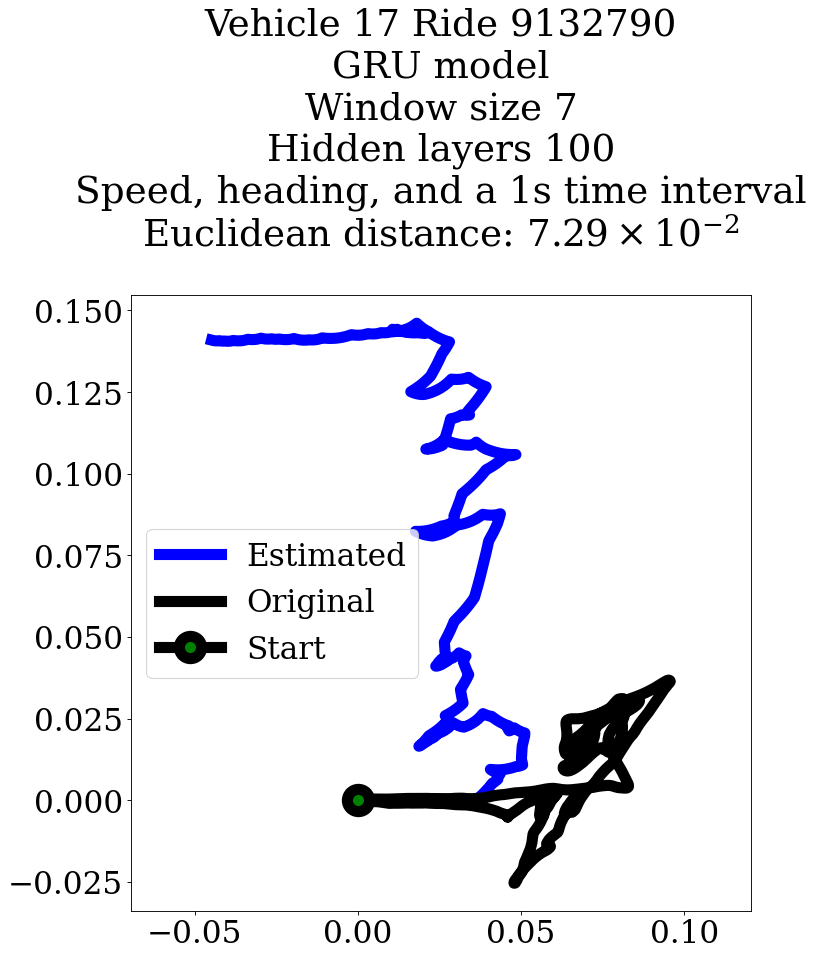 Vehicle 17 Ride 9132790
GRU model
Window size 7
Hidden layers 100
Speed, heading, and a 1s time interval
Euclidean distance: $7.29 \times 10^{-2}$
0.150
0.125
0.100
0.075
0.050
0.025
0.000
−0.025
Estimated
Original
Start
−0.05 0.00 0.05 0.10